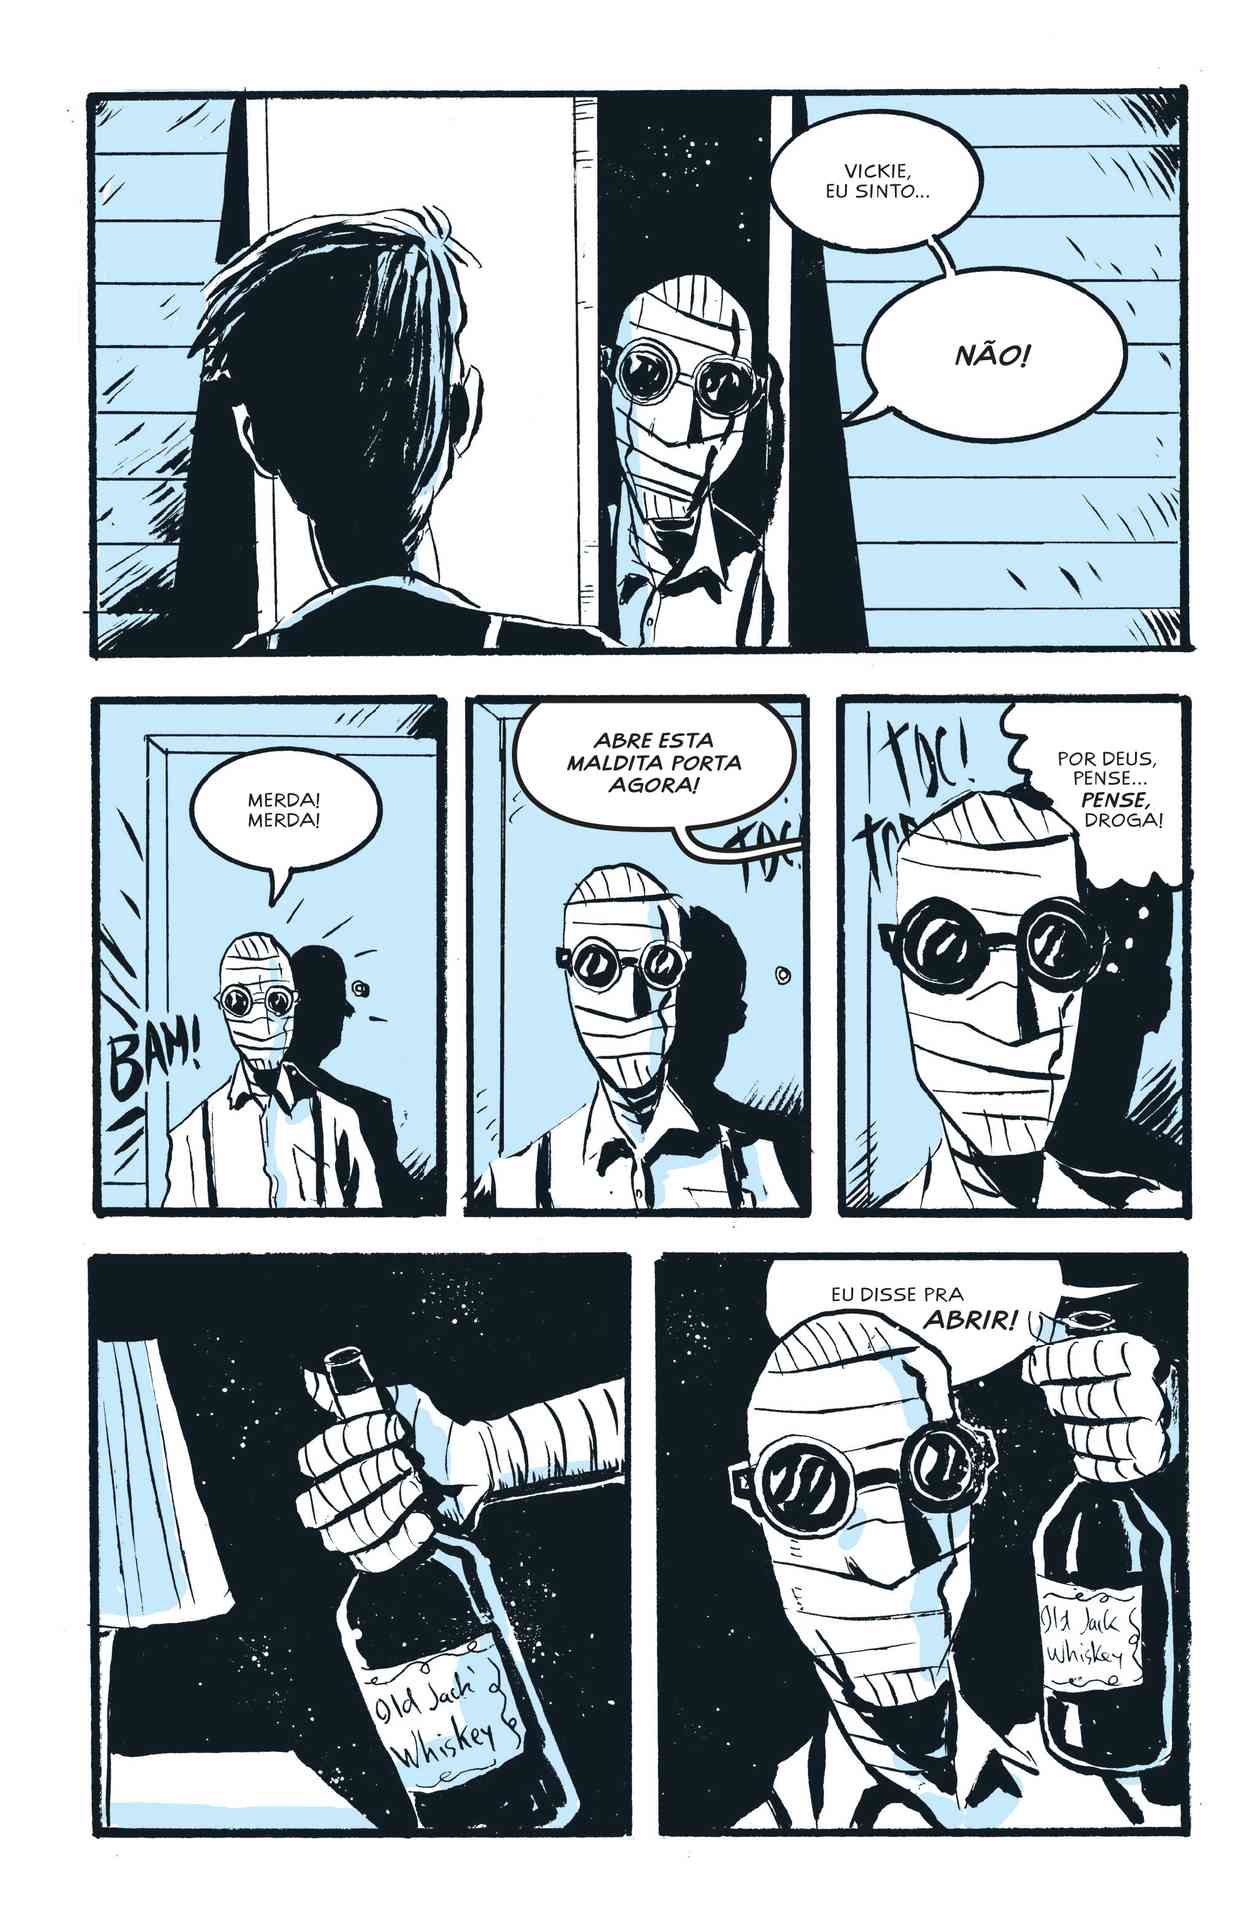 VICKIE,
EU SINTO...
NÃO!
MERDA!
MERDA!
BAM!
ABRE ESTA
MALDITA PORTA
AGORA!
TOC!
TOC!
POR DEUS,
PENSE...
PENSE,
DROGA!
Old Jack
Whiskey
EU DISSE PRA
ABRIR!
Old Jack
Whiskey